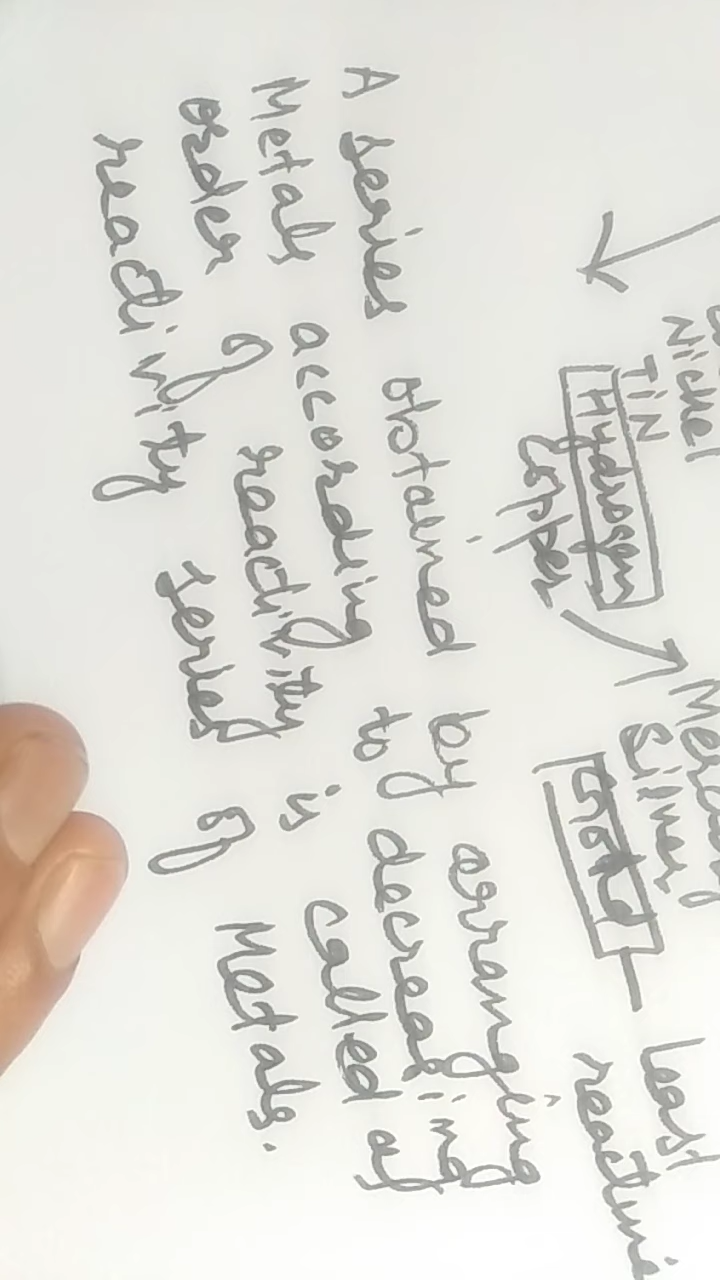 Nickel
TIN
Hydrogen
Copper
Silver
Gold
Least
reactive
A series obtained by arranging
Metals according to decreasing
order of reactivity is called as
reactivity series of Metals.